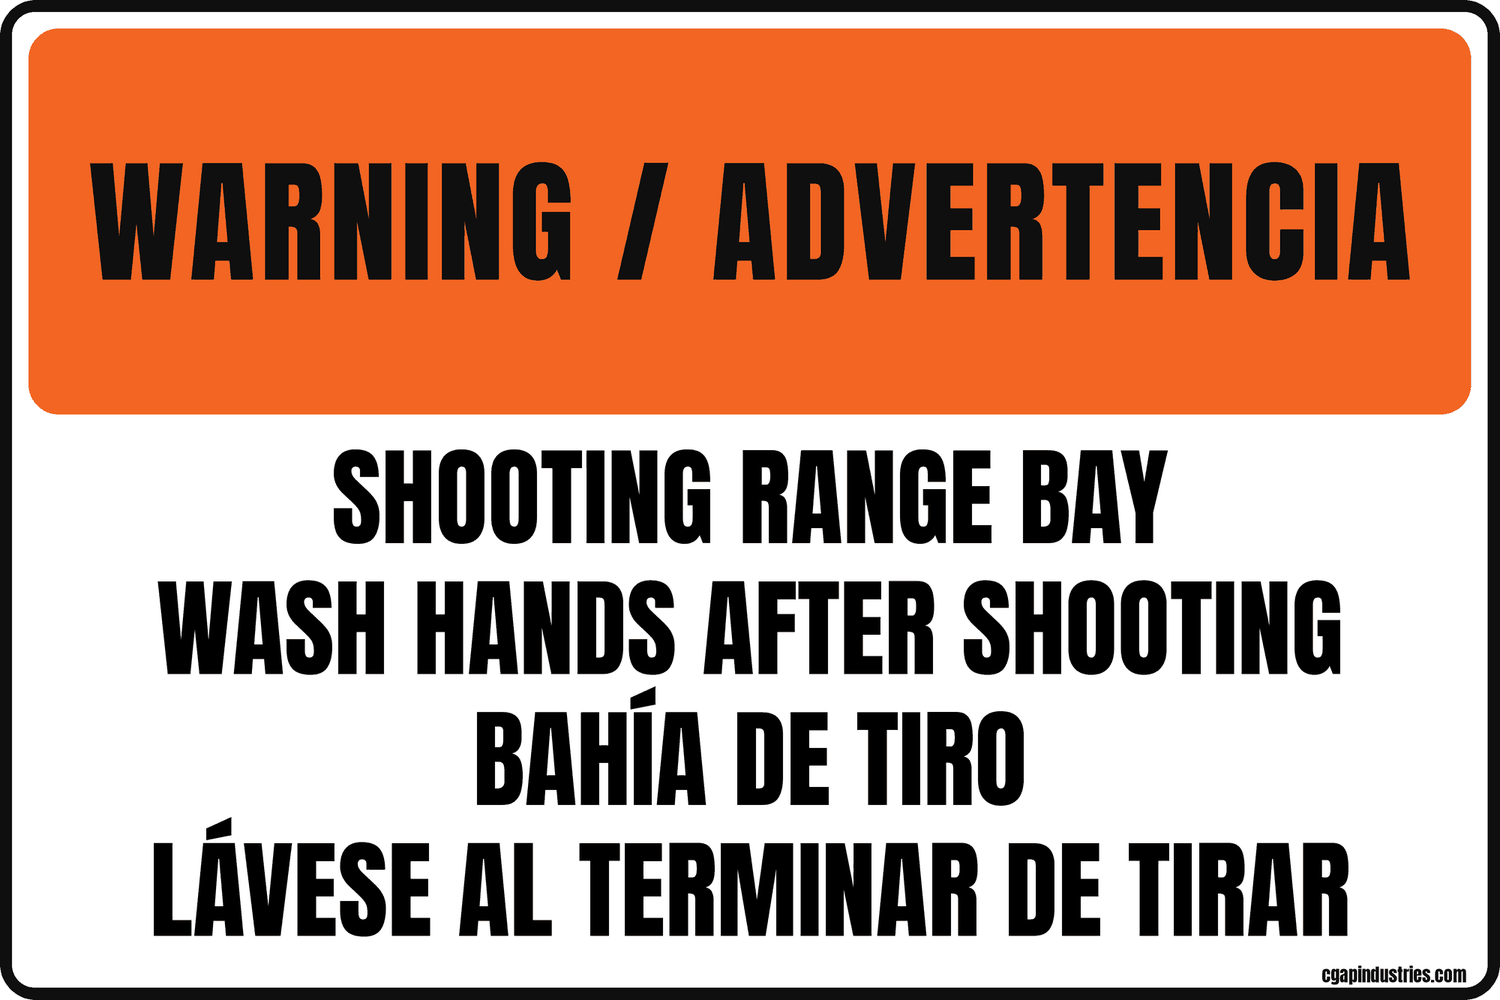 WARNING / ADVERTENCIA
SHOOTING RANGE BAY
WASH HANDS AFTER SHOOTING
BAHÍA DE TIRO
LÁVESE AL TERMINAR DE TIRAR
cgapindustries.com